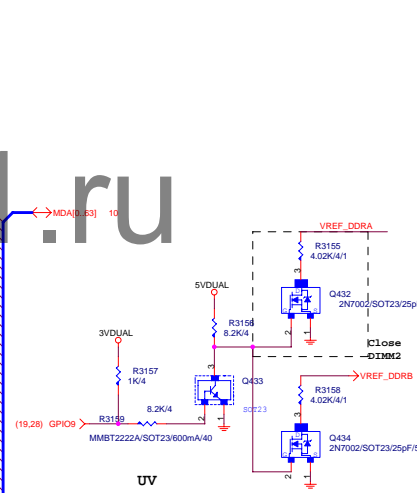 .ru
MDA[0..63] 10
VREF_DDRA
R3155
4.02K/4/1
3
Q432
2N7002/SOT23/25p
5VDUAL
R3156
8.2K/4
2
1
Close
DIMM2
3VDUAL
R3157
1K/4
3
Q433
SOT23
VREF_DDRB
R3158
4.02K/4/1
8.2K/4
R3159
(19,28) GPIO9
2
1
MMBT2222A/SOT23/600mA/40
3
Q434
2N7002/SOT23/25pF/5
2
1
UV